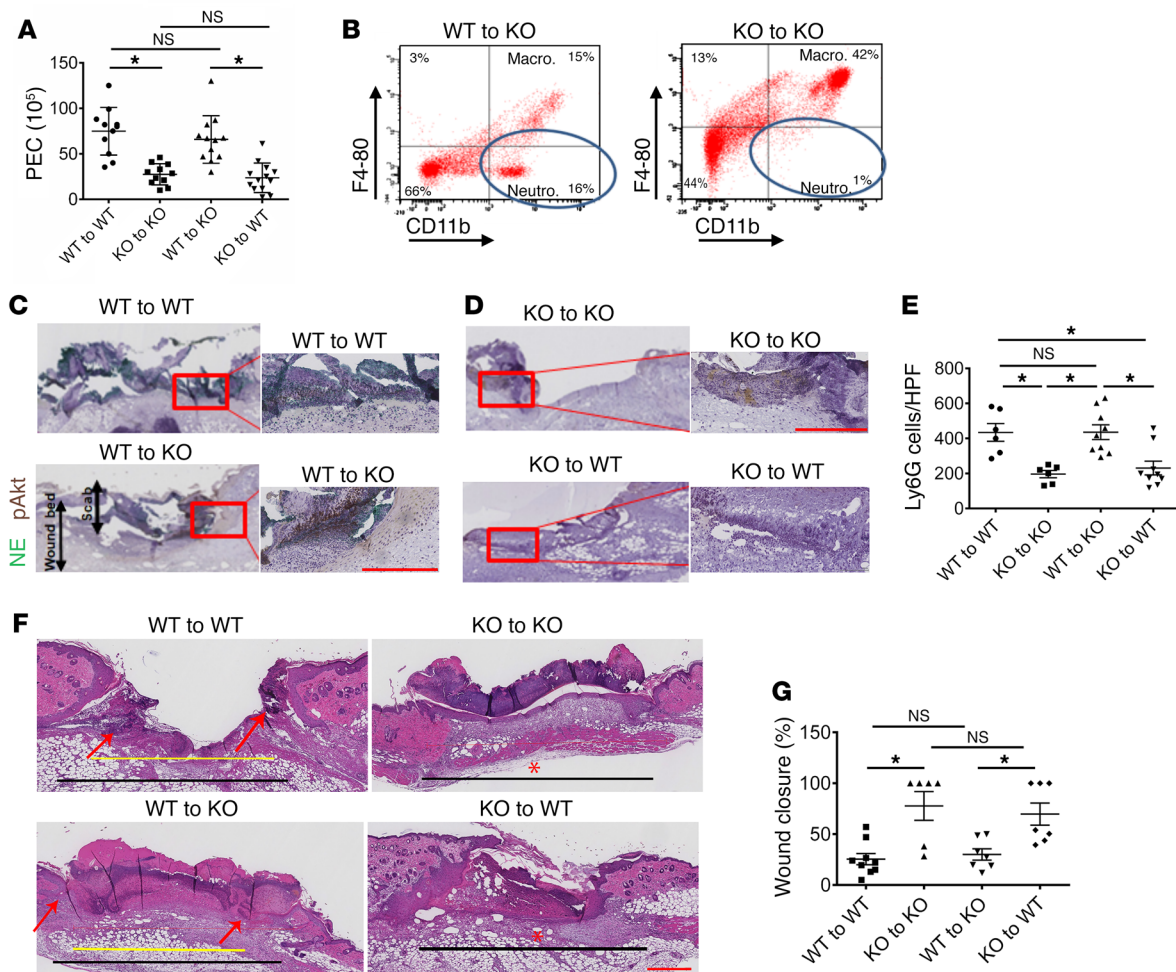 A
NS
NS
*
*
PEC (10⁵)
150
100
50
0
WT to WT
KO to KO
WT to KO
KO to WT
B
WT to KO
3%
Macro. 15%
66%
Neutro. 16%
F4-80
CD11b
KO to KO
13%
Macro. 42%
44%
Neutro. 1%
F4-80
CD11b
C
WT to WT
WT to WT
WT to KO
WT to KO
Wound bed
Scab
NE pAkt
D
KO to KO
KO to KO
KO to WT
KO to WT
E
*
NS
*
*
*
Ly6G cells/HPF
800
600
400
200
0
WT to WT
KO to KO
WT to KO
KO to WT
F
WT to WT
KO to KO
*
WT to KO
KO to WT
*
G
NS
NS
*
*
Wound closure (%)
150
100
50
0
WT to WT
KO to KO
WT to KO
KO to WT